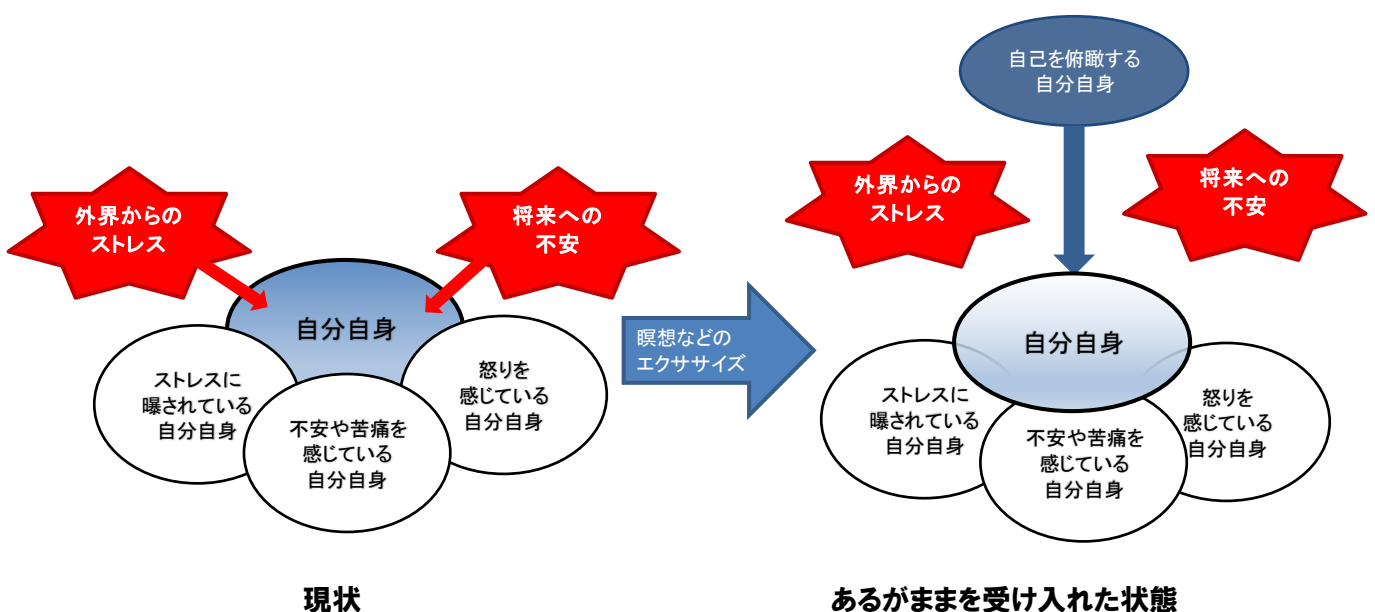 外界からの
ストレス
将来への
不安
自分自身
ストレスに
曝されている
自分自身
不安や苦痛を
感じている
自分自身
怒りを
感じている
自分自身
現状
瞑想などの
エクササイズ
自己を俯瞰する
自分自身
外界からの
ストレス
将来への
不安
自分自身
ストレスに
曝されている
自分自身
不安や苦痛を
感じている
自分自身
怒りを
感じている
自分自身
あるがままを受け入れた状態